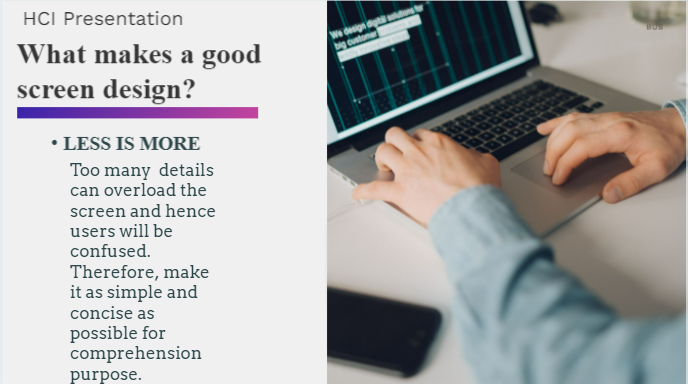 HCI Presentation
What makes a good
screen design?
• LESS IS MORE
Too many  details
can overload the
screen and hence
users will be
confused.
Therefore, make
it as simple and
concise as
possible for
comprehension
purpose.
We design digital solutions for
big customer